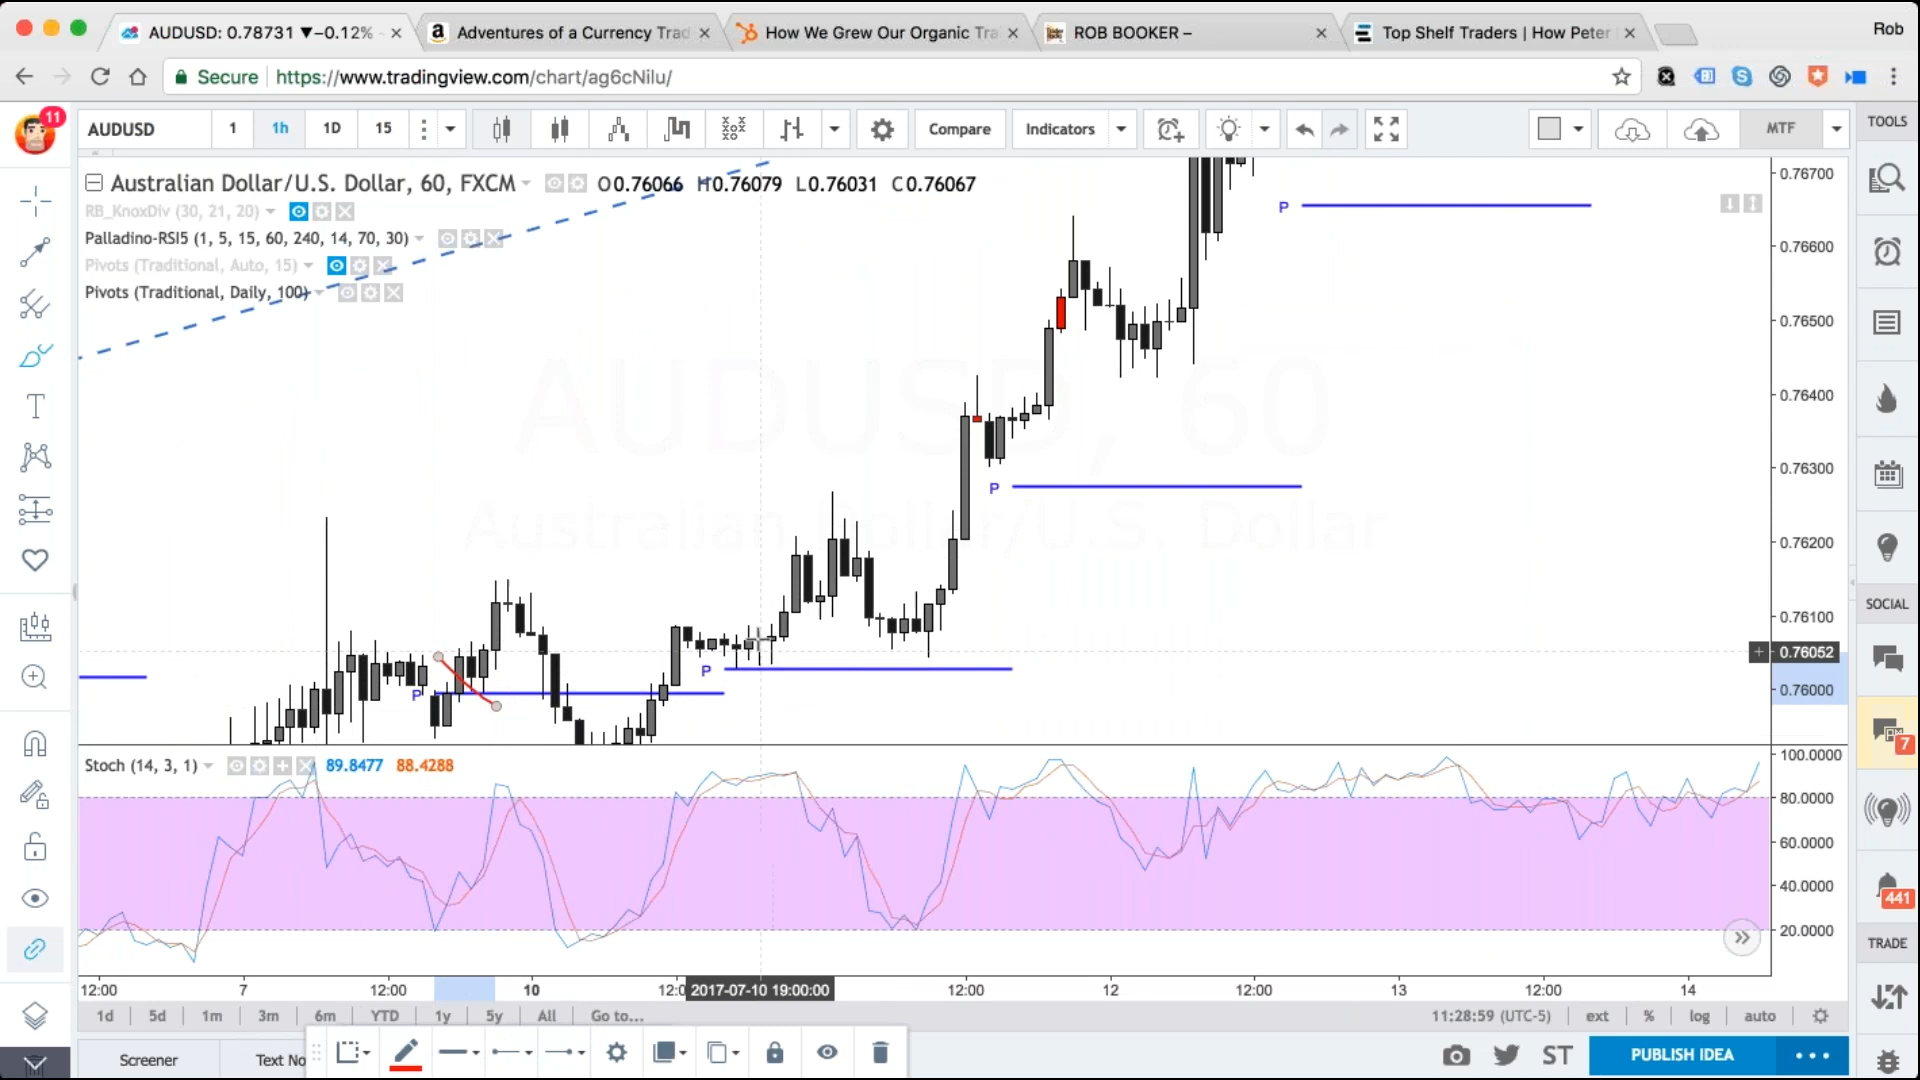 AUDUSD: 0.78731 ▼−0.12%
Adventures of a Currency Trad
How We Grew Our Organic Tra
ROB BOOKER –
Top Shelf Traders | How Peter
Rob
Secure
https://www.tradingview.com/chart/ag6cNilu/
11
AUDUSD
1
1h
1D
15
Compare
Indicators
MTF
TOOLS
Australian Dollar/U.S. Dollar, 60, FXCM
O0.76066 H0.76079 L0.76031 C0.76067
RB_KnoxDiv (30, 21, 20)
Palladino-RSI5 (1, 5, 15, 60, 240, 14, 70, 30)
Pivots (Traditional, Auto, 15)
Pivots (Traditional, Daily, 100)
AUDUSD, 60
Australian Dollar/U.S. Dollar
P
P
P
P
0.76700
0.76600
0.76500
0.76400
0.76300
0.76200
0.76100
0.76052
0.76000
SOCIAL
7
441
TRADE
Stoch (14, 3, 1)
89.8477
88.4288
100.0000
80.0000
60.0000
40.0000
20.0000
12:00
7
12:00
10
12:0
2017-07-10 19:00:00
12:00
12
12:00
13
12:00
14
1d
5d
1m
3m
6m
YTD
1y
5y
All
Go to...
11:28:59 (UTC-5)
ext
%
log
auto
Screener
Text No
ST
PUBLISH IDEA